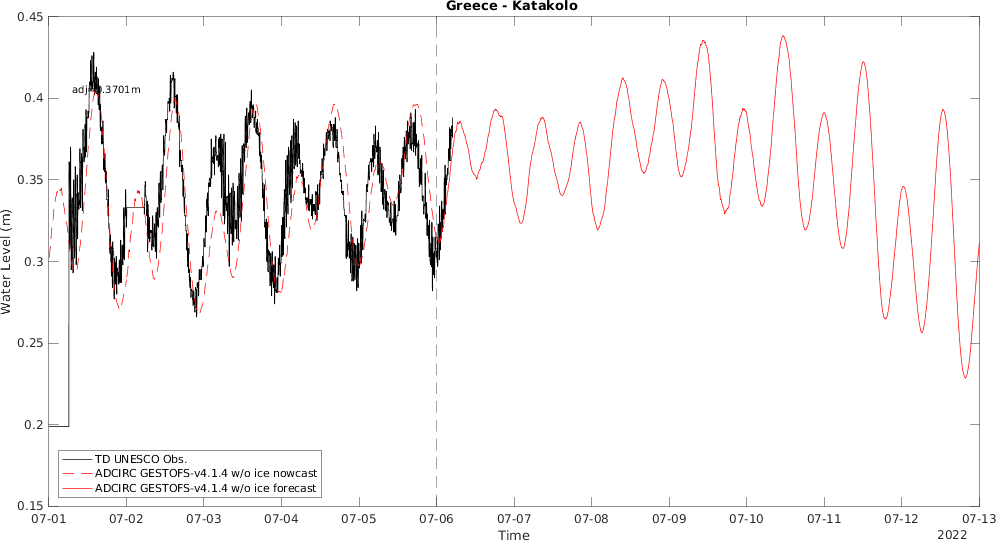 Greece - Katakolo
0.45
0.4
0.35
0.3
0.25
0.2
0.15
Water Level (m)
TD UNESCO Obs.
ADCIRC GESTOFS-v4.1.4 w/o ice nowcast
ADCIRC GESTOFS-v4.1.4 w/o ice forecast
07-01 07-02 07-03 07-04 07-05 07-06 07-07 07-08 07-09 07-10 07-11 07-12 07-13
Time
2022